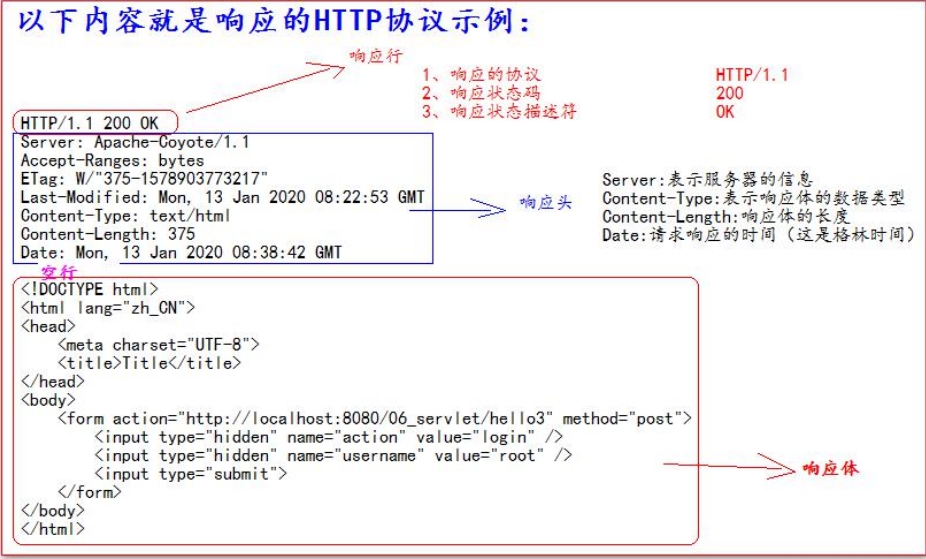 以下内容就是响应的HTTP协议示例：
响应行
1、响应的协议 HTTP/1.1
2、响应状态码 200
3、响应状态描述符 OK
HTTP/1.1 200 OK
Server: Apache-Coyote/1.1
Accept-Ranges: bytes
ETag: W/"375-1578903773217"
Last-Modified: Mon, 13 Jan 2020 08:22:53 GMT
Content-Type: text/html
Content-Length: 375
Date: Mon, 13 Jan 2020 08:38:42 GMT
响应头
Server:表示服务器的信息
Content-Type:表示响应体的数据类型
Content-Length:响应体的长度
Date:请求响应的时间（这是格林时间）
空行
<!DOCTYPE html>
<html lang="zh_CN">
<head>
    <meta charset="UTF-8">
    <title>Title</title>
</head>
<body>
    <form action="http://localhost:8080/06_servlet/hello3" method="post">
        <input type="hidden" name="action" value="login" />
        <input type="hidden" name="username" value="root" />
        <input type="submit">
    </form>
</body>
</html>
响应体